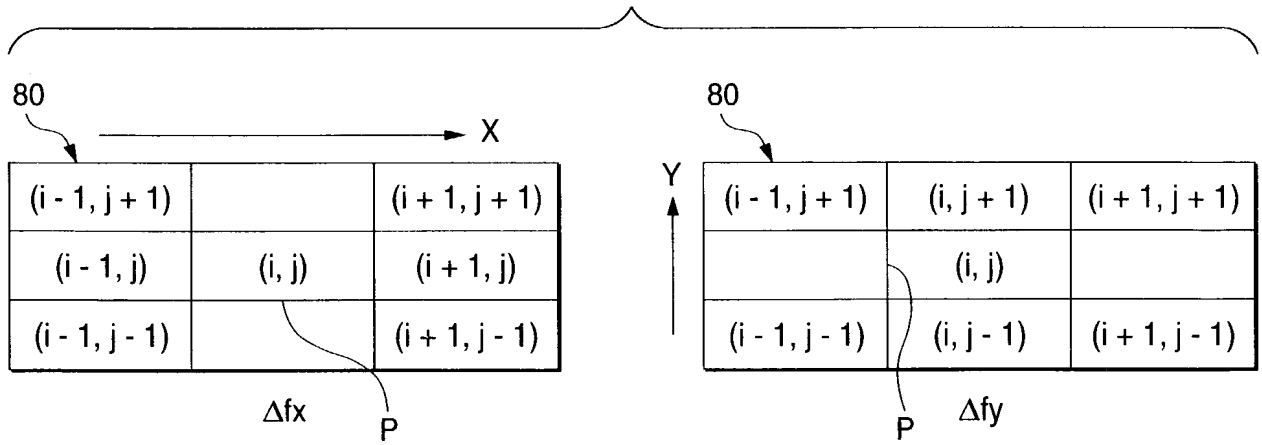 80
X
(i - 1, j + 1) (i + 1, j + 1)
(i - 1, j) (i, j) (i + 1, j)
(i - 1, j - 1) (i + 1, j - 1)
Δfx
P
80
Y
(i - 1, j + 1) (i, j + 1) (i + 1, j + 1)
(i, j)
(i - 1, j - 1) (i, j - 1) (i + 1, j - 1)
P
Δfy